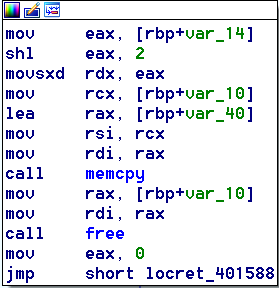 mov eax, [rbp+var_14]
shl eax, 2
movsxd rdx, eax
mov rcx, [rbp+var_10]
lea rax, [rbp+var_40]
mov rsi, rcx
mov rdi, rax
call memcpy
mov rax, [rbp+var_10]
mov rdi, rax
call free
mov eax, 0
jmp short locret_401588